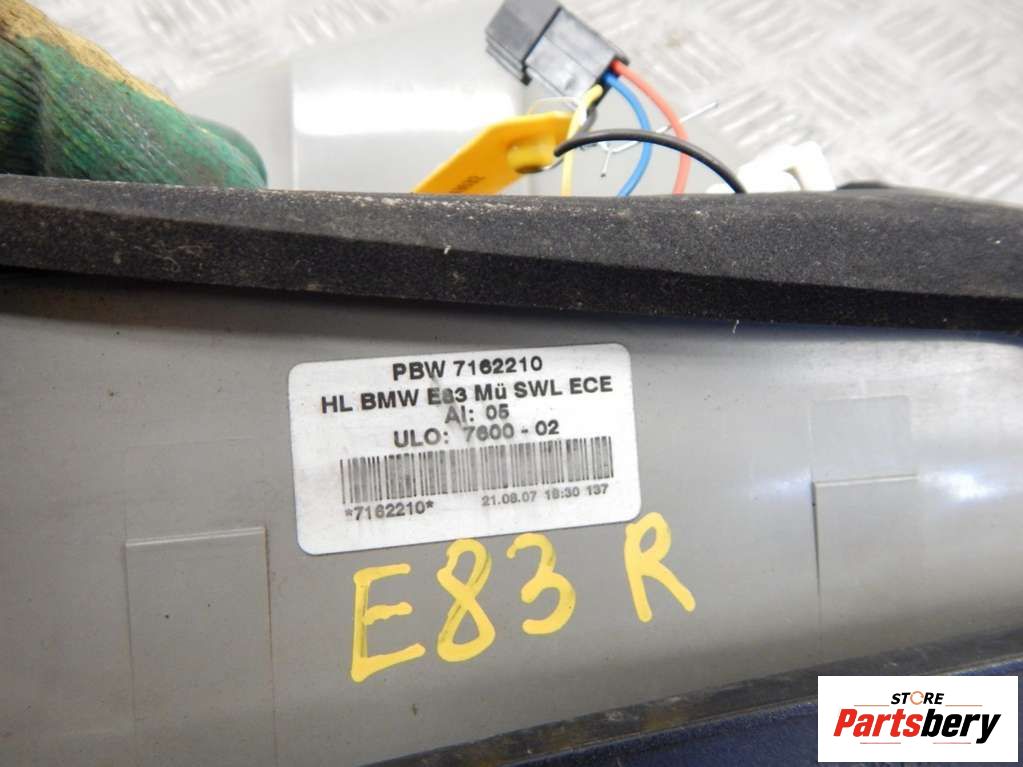 PBW 7162210
HL BMW E83 Mü SWL ECE
AI: 05
ULO: 7600 - 02
*7162210*
21.08.07 18:30 137
E83 R
STORE
Partsbery